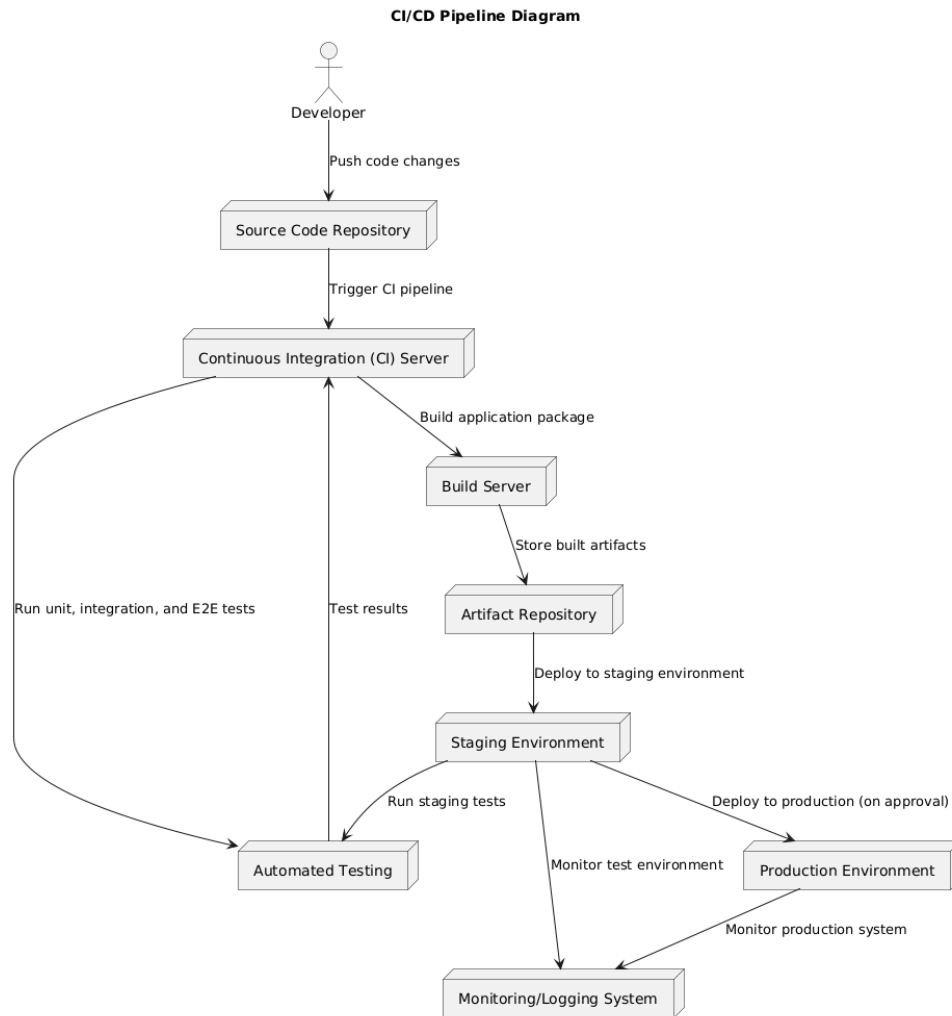 CI/CD Pipeline Diagram
Developer
Push code changes
Source Code Repository
Trigger CI pipeline
Continuous Integration (CI) Server
Build application package
Build Server
Store built artifacts
Run unit, integration, and E2E tests
Test results
Artifact Repository
Deploy to staging environment
Staging Environment
Run staging tests
Deploy to production (on approval)
Monitor test environment
Automated Testing
Production Environment
Monitor production system
Monitoring/Logging System